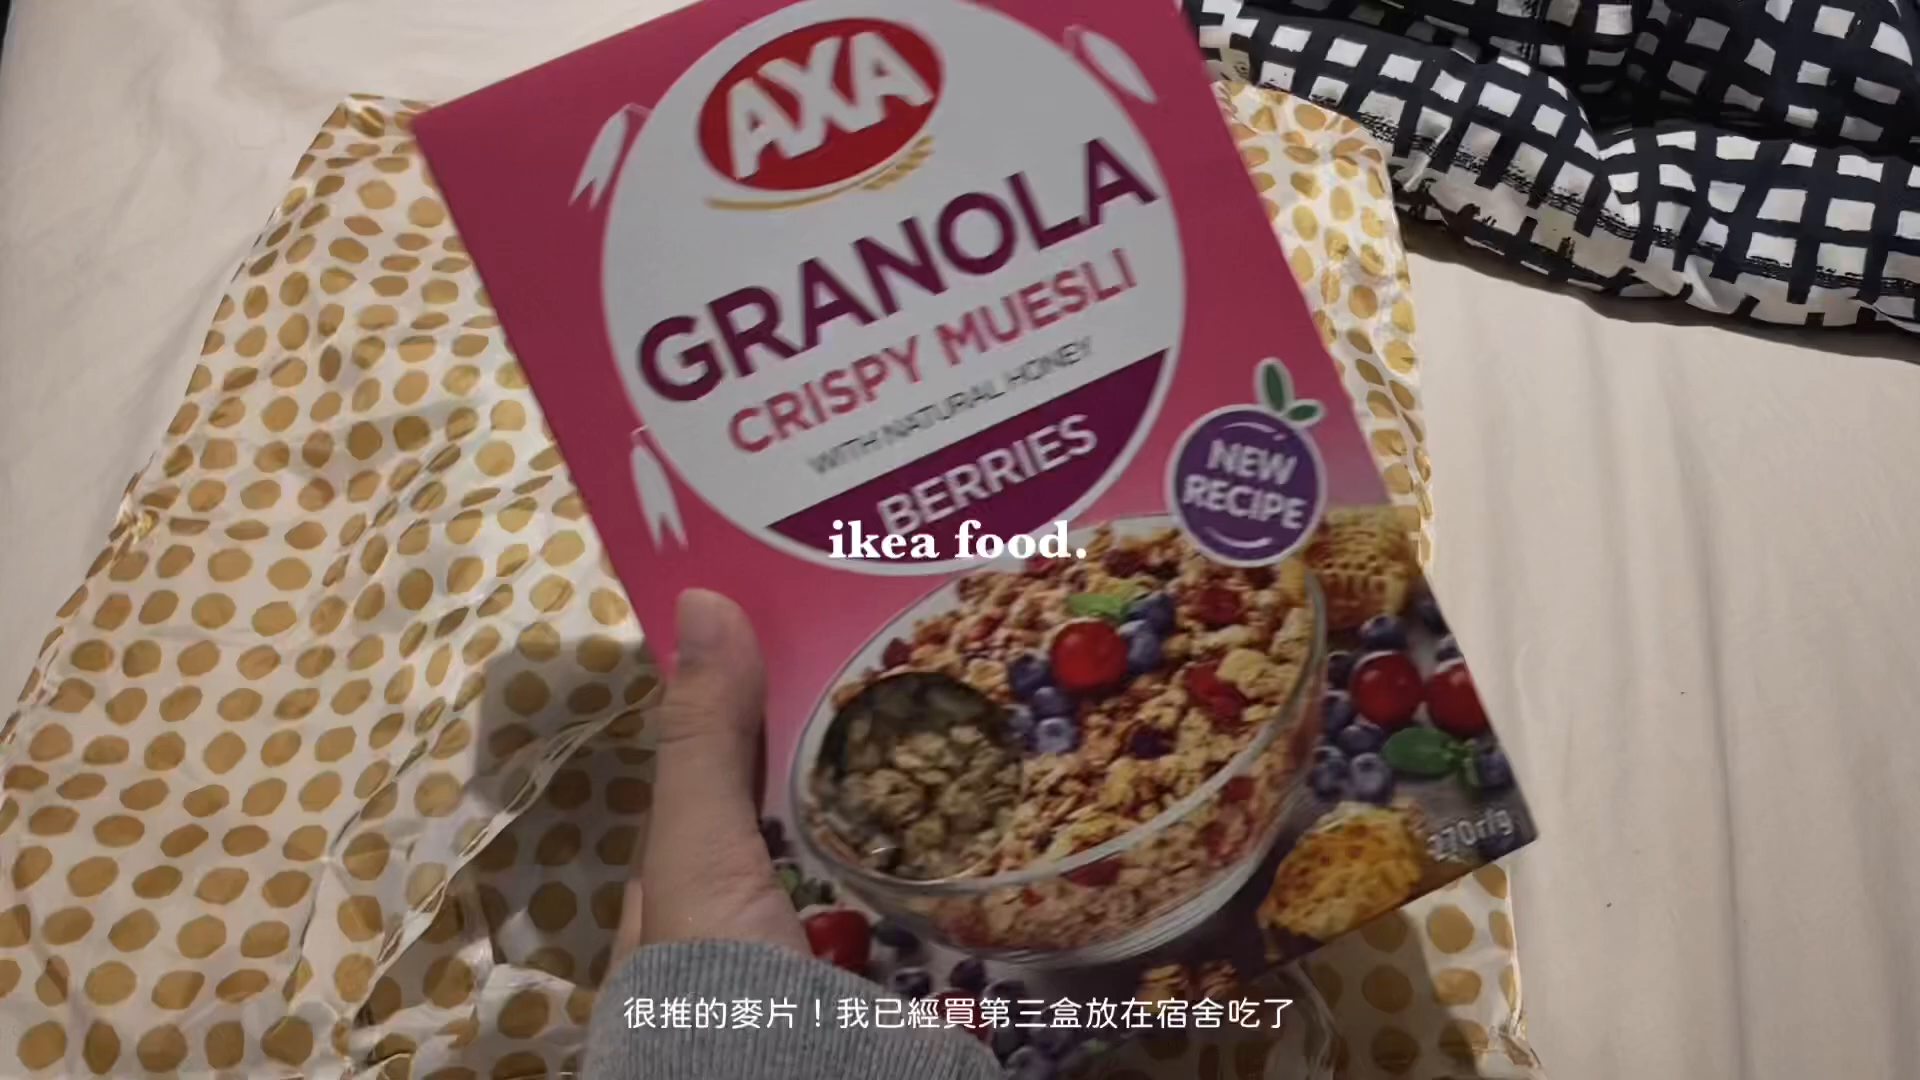 AXA
GRANOLA
CRISPY MUESLI
WITH NATURAL HONEY
BERRIES
NEW
RECIPE
ikea food.
270г/g
很推的麥片！我已經買第三盒放在宿舍吃了